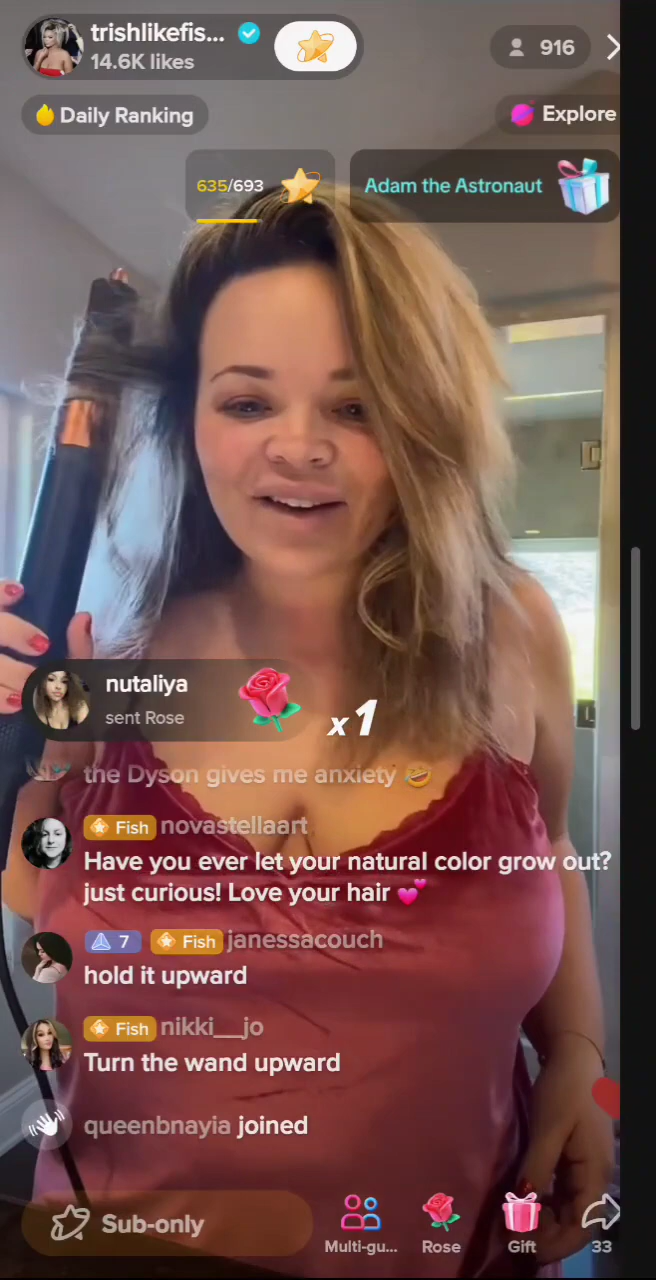 trishlikefis...
14.6K likes
916
Daily Ranking
Explore
635/693
Adam the Astronaut
nutaliya
sent Rose
x1
the Dyson gives me anxiety 🤣
Fish novastellaart
Have you ever let your natural color grow out?
just curious! Love your hair 💕
7 Fish janessacouch
hold it upward
Fish nikki__jo
Turn the wand upward
queenbnayia joined
Sub-only
Multi-gu...
Rose
Gift
33